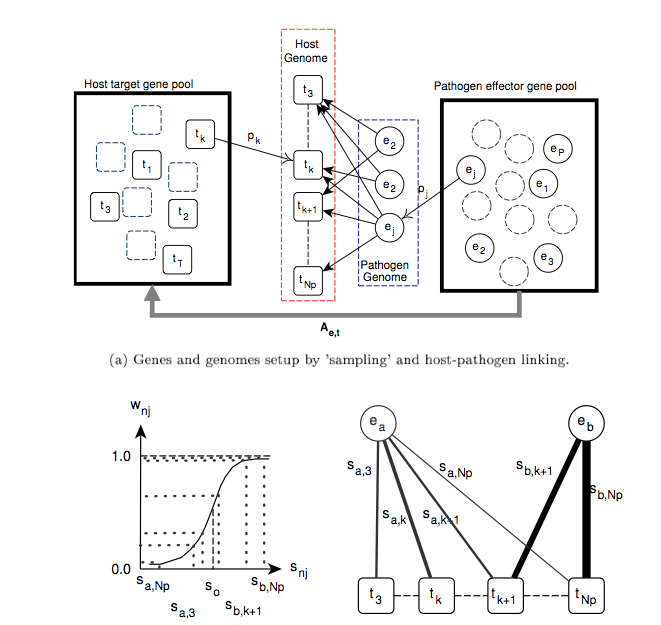 Host
Genome
Host target gene pool
Pathogen effector gene pool
t3
tk
pk
e2
eP
ej
t1
tk
e2
ρj
e1
t3
t2
tk+1
ej
tT
e2
e3
tNp
Pathogen
Genome
Ae,t
(a) Genes and genomes setup by 'sampling' and host-pathogen linking.
wnj
1.0
0.0
snj
sa,Np
so
sb,Np
sa,3
sb,k+1
ea
eb
sa,3
sa,Np
sb,k+1
sb,Np
sa,k
sa,k+1
t3
tk
tk+1
tNp